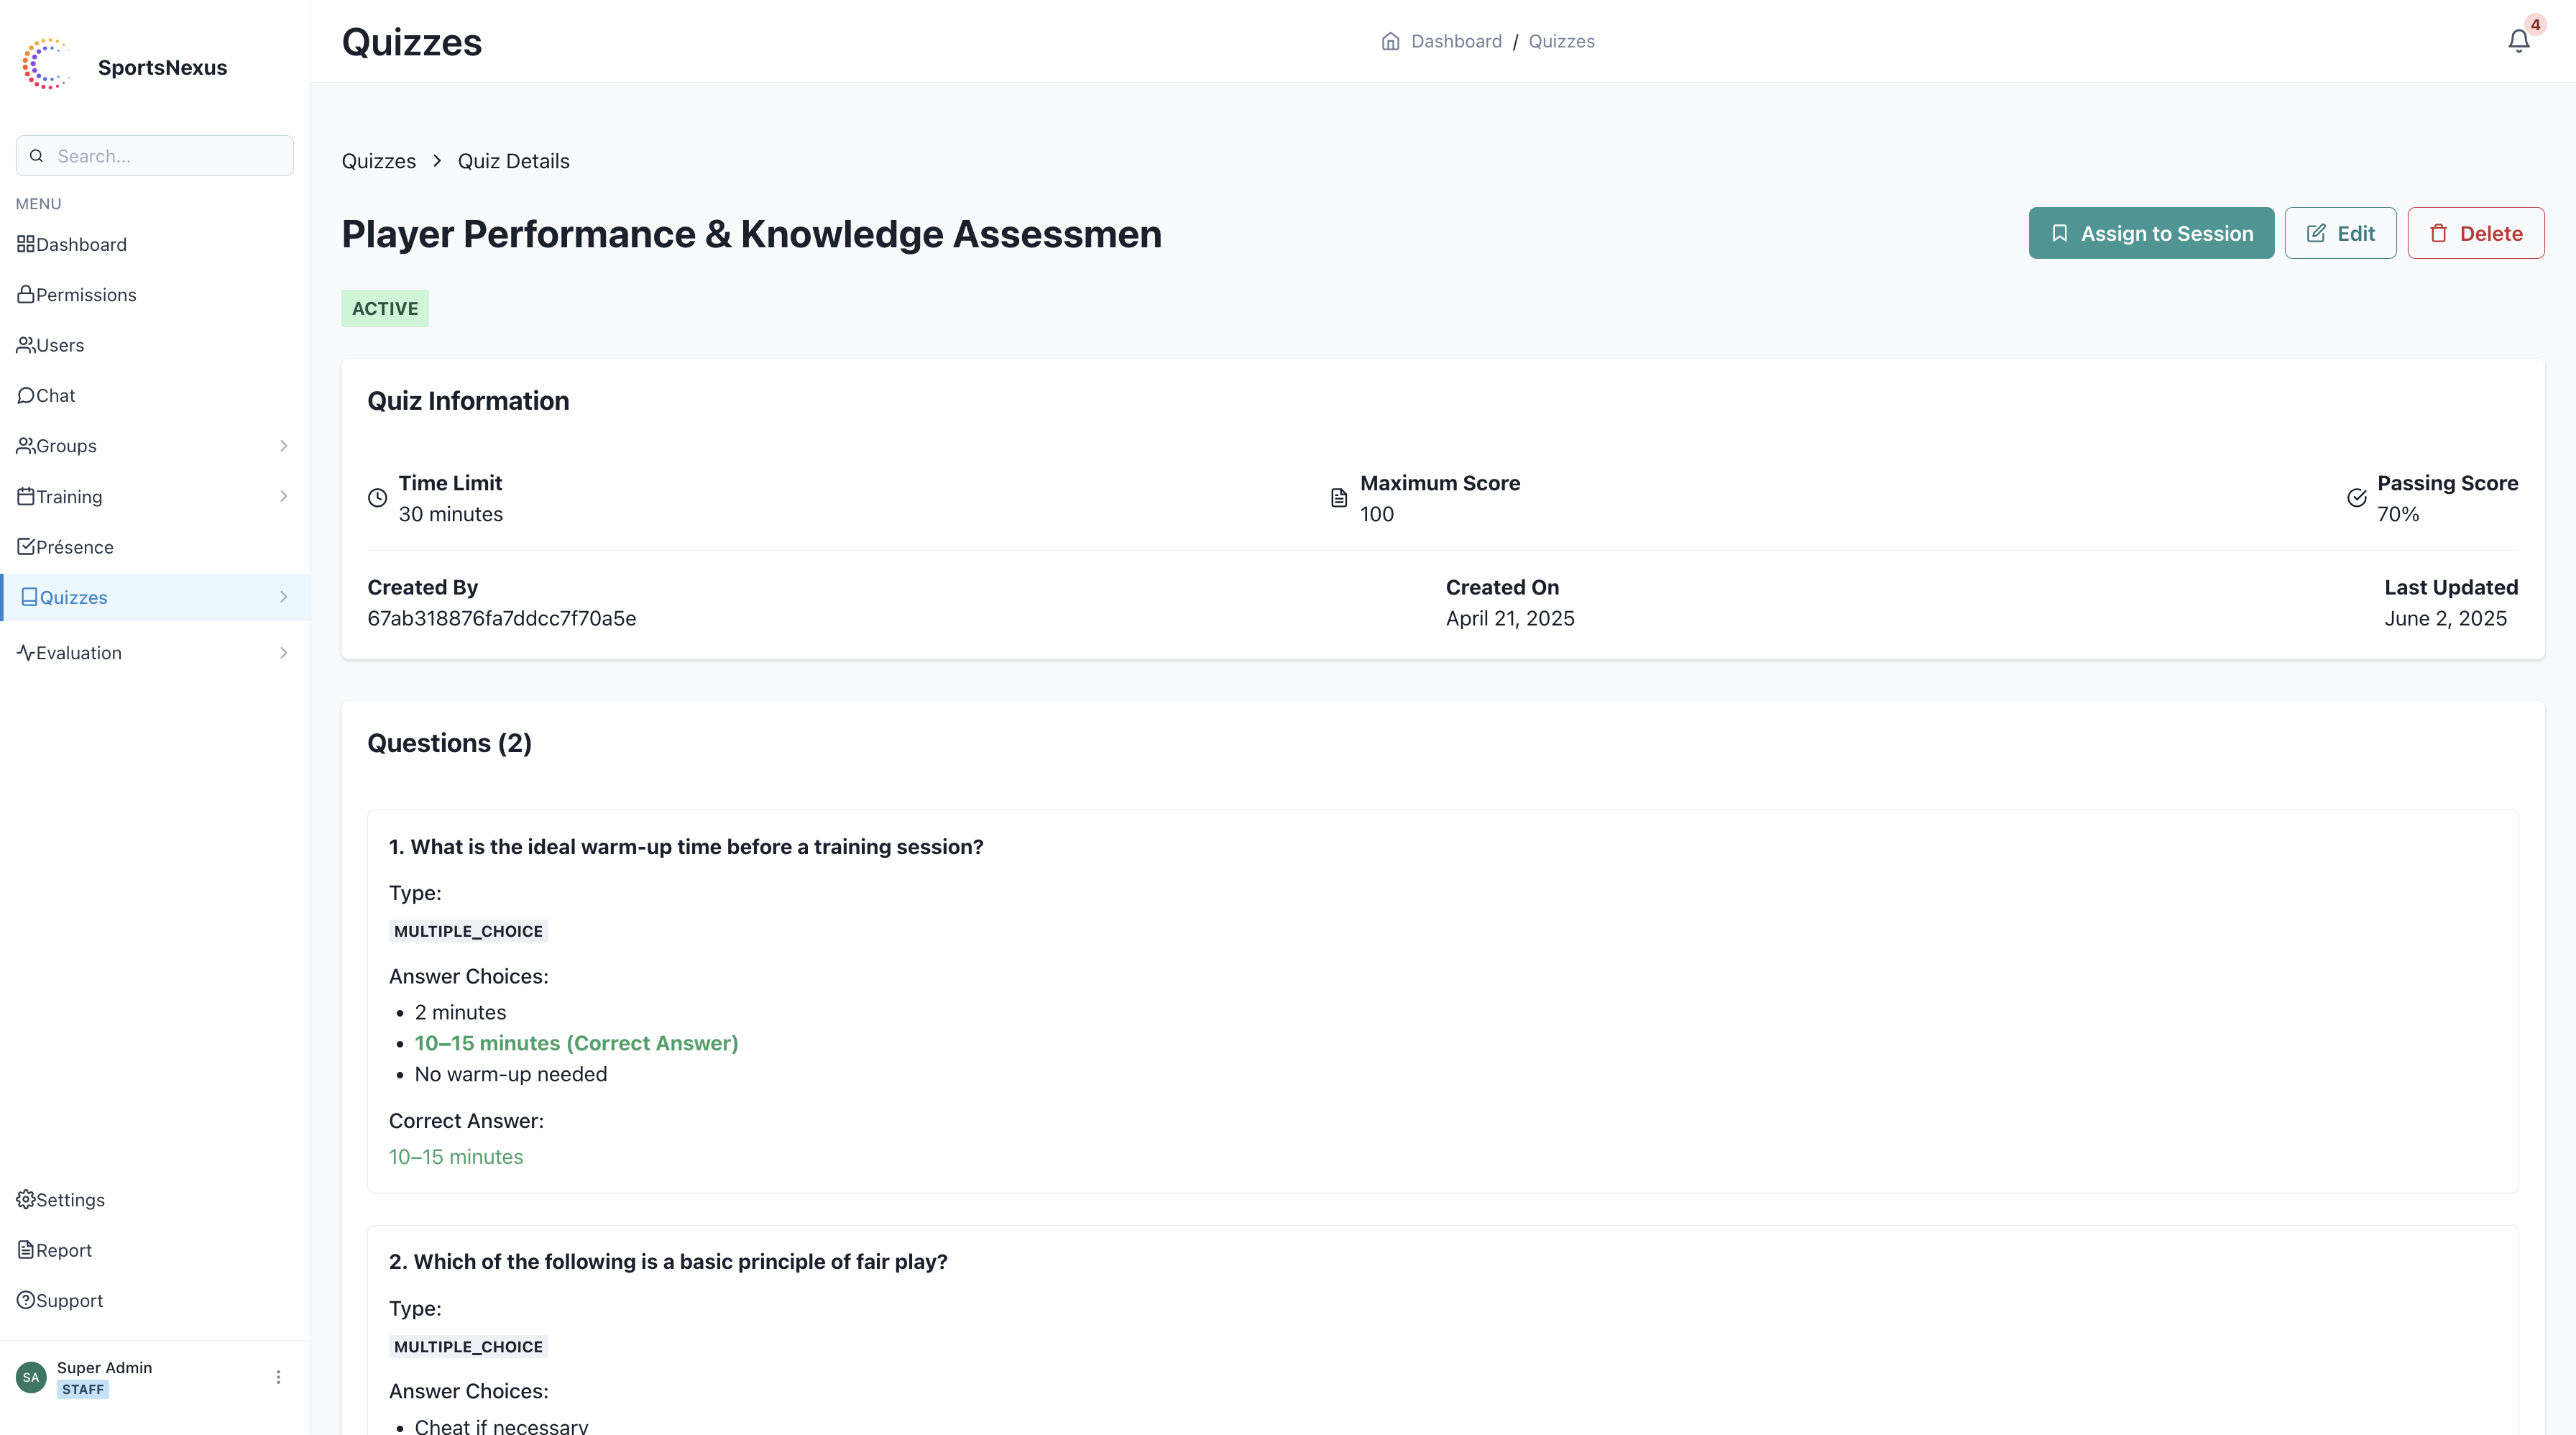 SportsNexus
Search...
MENU
Dashboard
Permissions
Users
Chat
Groups
Training
Présence
Quizzes
Evaluation
Settings
Report
Support
SA
Super Admin
STAFF
Quizzes
Dashboard / Quizzes
4
Quizzes > Quiz Details
Player Performance & Knowledge Assessmen
Assign to Session
Edit
Delete
ACTIVE
Quiz Information
Time Limit
30 minutes
Maximum Score
100
Passing Score
70%
Created By
67ab318876fa7ddcc7f70a5e
Created On
April 21, 2025
Last Updated
June 2, 2025
Questions (2)
1. What is the ideal warm-up time before a training session?
Type:
MULTIPLE_CHOICE
Answer Choices:
• 2 minutes
• 10–15 minutes (Correct Answer)
• No warm-up needed
Correct Answer:
10–15 minutes
2. Which of the following is a basic principle of fair play?
Type:
MULTIPLE_CHOICE
Answer Choices:
• Cheat if necessary